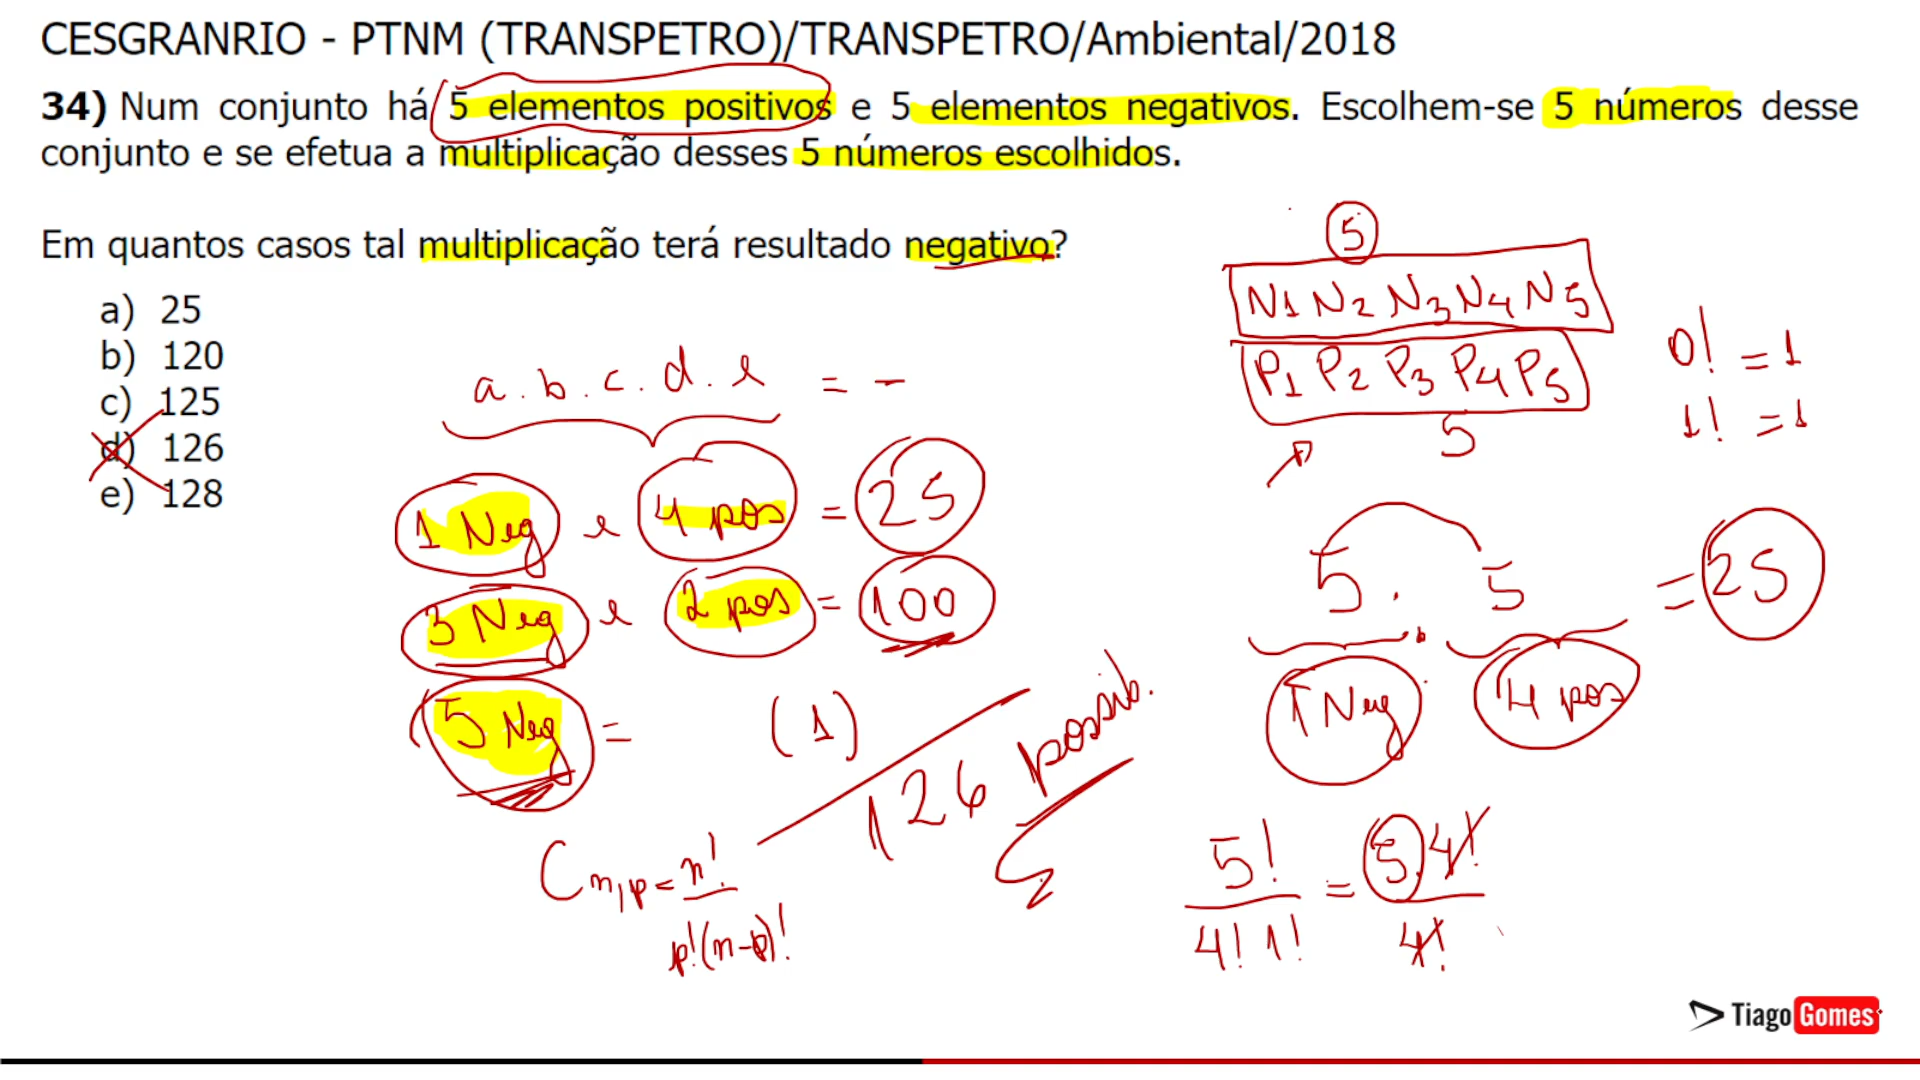 CESGRANRIO - PTNM (TRANSPETRO)/TRANSPETRO/Ambiental/2018
34) Num conjunto há 5 elementos positivos e 5 elementos negativos. Escolhem-se 5 números desse
conjunto e se efetua a multiplicação desses 5 números escolhidos.
Em quantos casos tal multiplicação terá resultado negativo?
a) 25
b) 120
c) 125
d) 126
e) 128
a . b . c . d . e = -
1 Neg e 4 pos = 25
3 Neg e 2 pos = 100
5 Neg = (1)
126 possib.
C n,p = n!
p!(n-p)!
5
N1 N2 N3 N4 N5
P1 P2 P3 P4 P5
5
0! = 1
1! = 1
5 . 5 = 25
1 Neg . 4 pos
5! = 5 4!
4! 1! 4!
Tiago Gomes